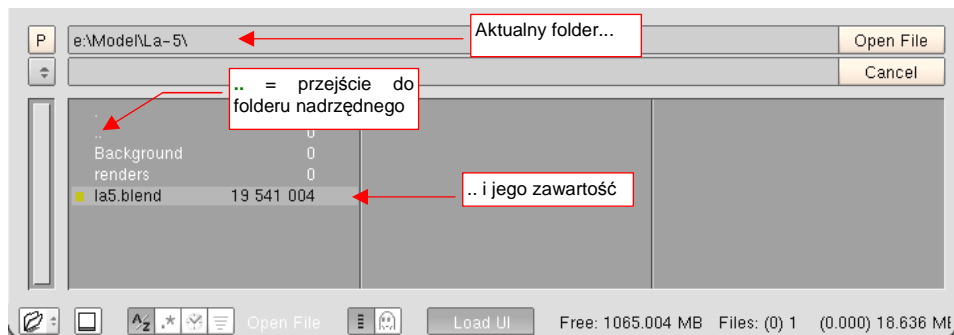 P
e:\Model\La-5\
Aktualny folder...
Open File
Cancel
.. = przejście do
folderu nadrzędnego
.
..
0
Background 0
renders 0
la5.blend 19 541 004
.. i jego zawartość
Open File
Load UI
Free: 1065.004 MB Files: (0) 1 (0.000) 18.636 ME